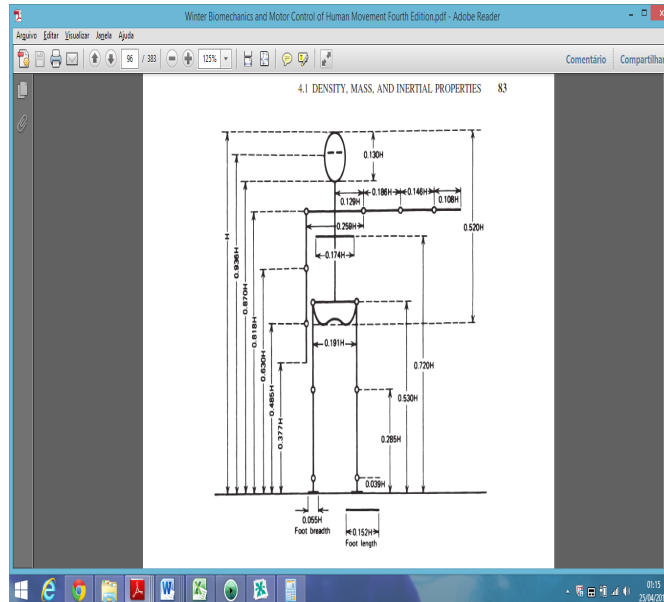 Winter Biomechanics and Motor Control of Human Movement Fourth Edition.pdf - Adobe Reader
Arquivo Editar Visualizar Janela Ajuda
96 / 383 125% Comentário Compartilhar
4.1 DENSITY, MASS, AND INERTIAL PROPERTIES 83
0.130H
0.186H 0.146H
0.129H 0.108H
0.520H
0.259H
H
0.936H
0.870H
0.818H
0.174H
0.630H
0.485H
0.377H
0.191H
0.720H
0.530H
0.285H
0.039H
0.055H
Foot breadth
0.152H
Foot length
01:15
25/04/201